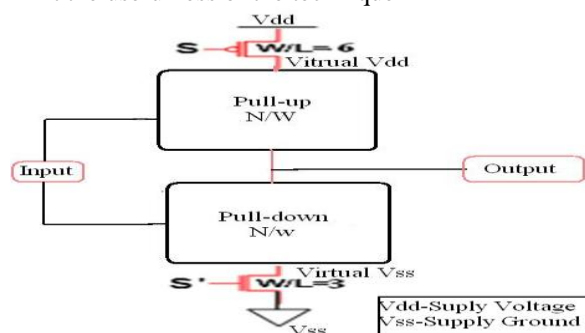 Vdd
S W/L= 6
Vitrual Vdd
Pull-up
N/W
Input
Output
Pull-down
N/w
Virtual Vss
S' W/L=3
Vss
Vdd-Suply Voltage
Vss-Supply Ground